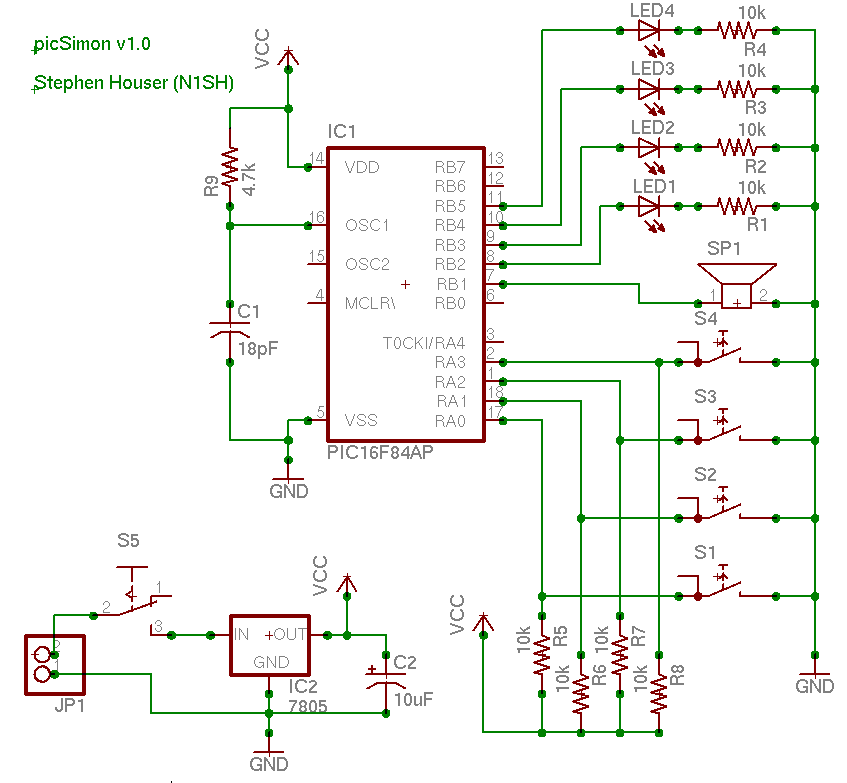 picSimon v1.0
Stephen Houser (N1SH)
VCC
R9
4.7k
C1
18pF
GND
IC1
14 VDD RB7 13
RB6 12
RB5 11
16 OSC1 RB4 10
RB3 9
15 OSC2 RB2 8
RB1 7
4 MCLR\ RB0 6
T0CKI/RA4 3
RA3 2
RA2 1
RA1 18
5 VSS RA0 17
PIC16F84AP
LED4 10k
R4
LED3 10k
R3
LED2 10k
R2
LED1 10k
R1
SP1
1 2
S4
S3
S2
S1
GND
S5
2 1
3
2
1
JP1
IN +OUT
GND
IC2
7805
VCC
C2
10uF
GND
VCC
10k R5
10k R6
10k R7
10k R8